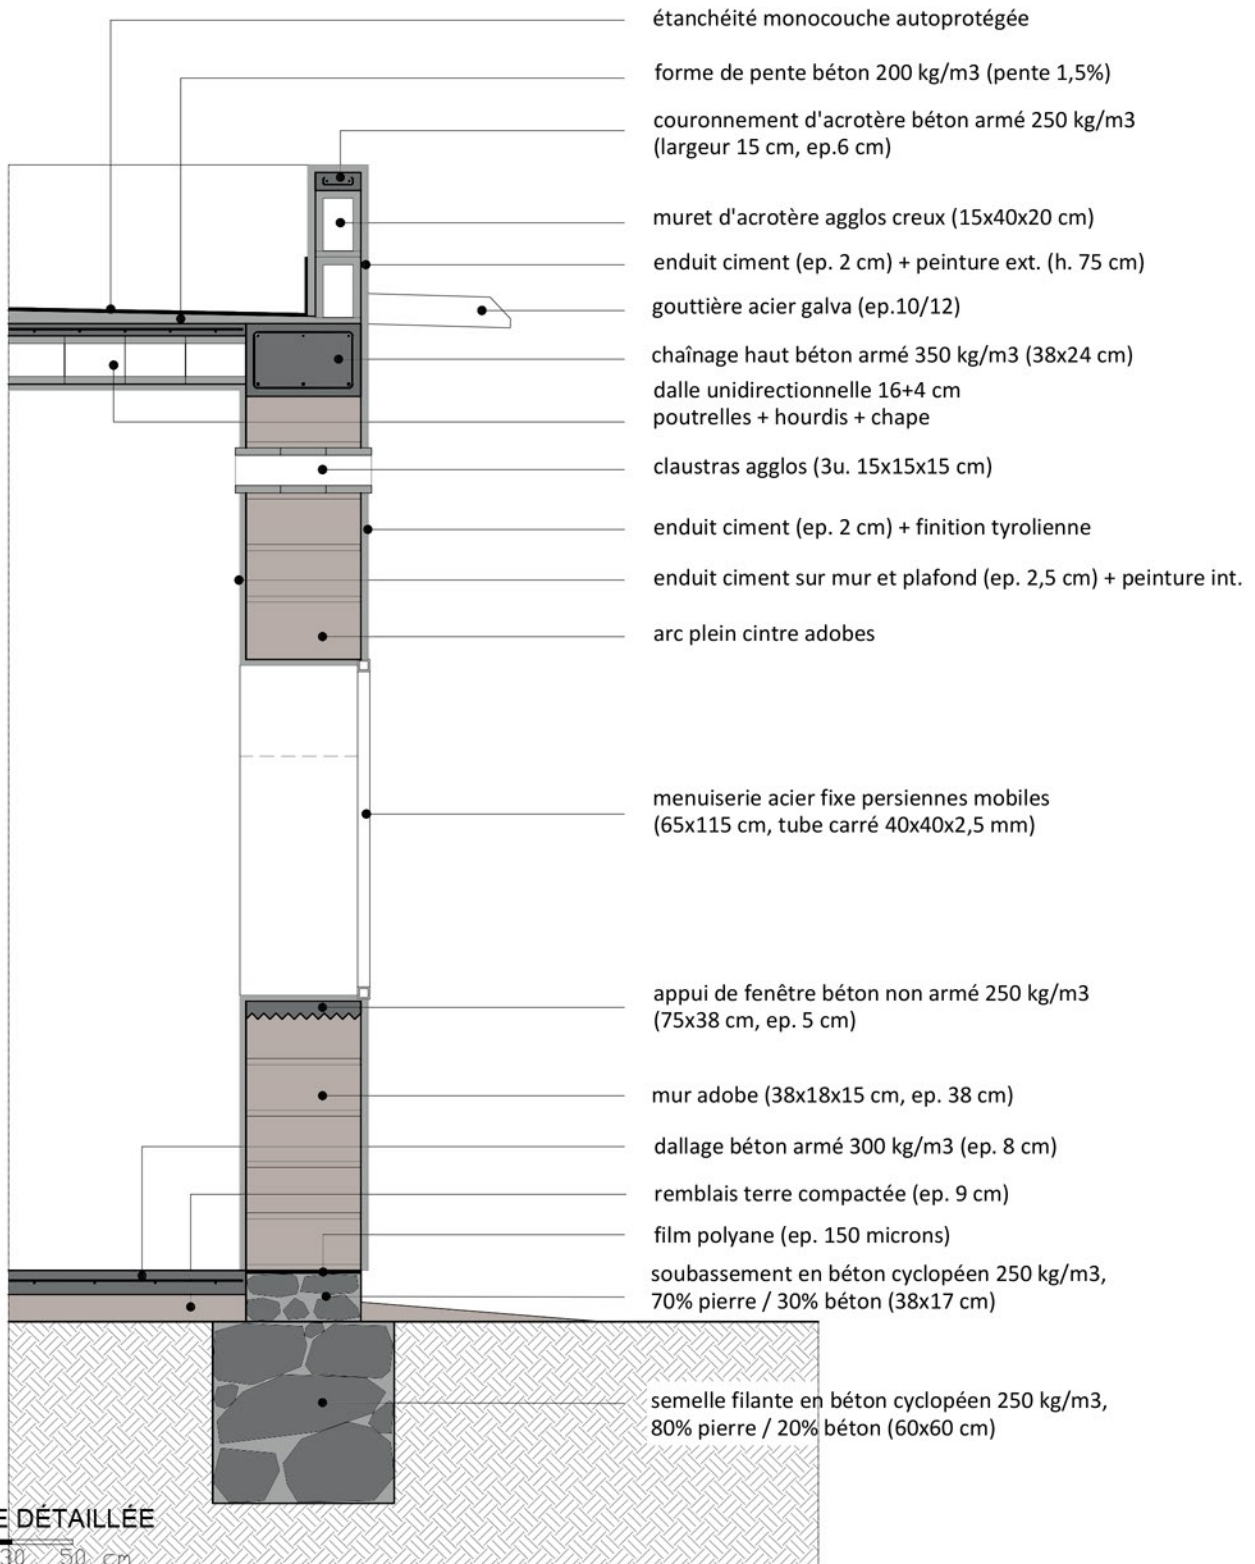 étanchéité monocouche autoprotégée
forme de pente béton 200 kg/m3 (pente 1,5%)
couronnement d'acrotère béton armé 250 kg/m3
(largeur 15 cm, ep.6 cm)
muret d'acrotère agglos creux (15x40x20 cm)
enduit ciment (ep. 2 cm) + peinture ext. (h. 75 cm)
gouttière acier galva (ep.10/12)
chaînage haut béton armé 350 kg/m3 (38x24 cm)
dalle unidirectionnelle 16+4 cm
poutrelles + hourdis + chape
claustras agglos (3u. 15x15x15 cm)
enduit ciment (ep. 2 cm) + finition tyrolienne
enduit ciment sur mur et plafond (ep. 2,5 cm) + peinture int.
arc plein cintre adobes
menuiserie acier fixe persiennes mobiles
(65x115 cm, tube carré 40x40x2,5 mm)
appui de fenêtre béton non armé 250 kg/m3
(75x38 cm, ep. 5 cm)
mur adobe (38x18x15 cm, ep. 38 cm)
dallage béton armé 300 kg/m3 (ep. 8 cm)
remblais terre compactée (ep. 9 cm)
film polyane (ep. 150 microns)
soubassement en béton cyclopéen 250 kg/m3,
70% pierre / 30% béton (38x17 cm)
semelle filante en béton cyclopéen 250 kg/m3,
80% pierre / 20% béton (60x60 cm)
E DÉTAILLÉE
30 50 cm